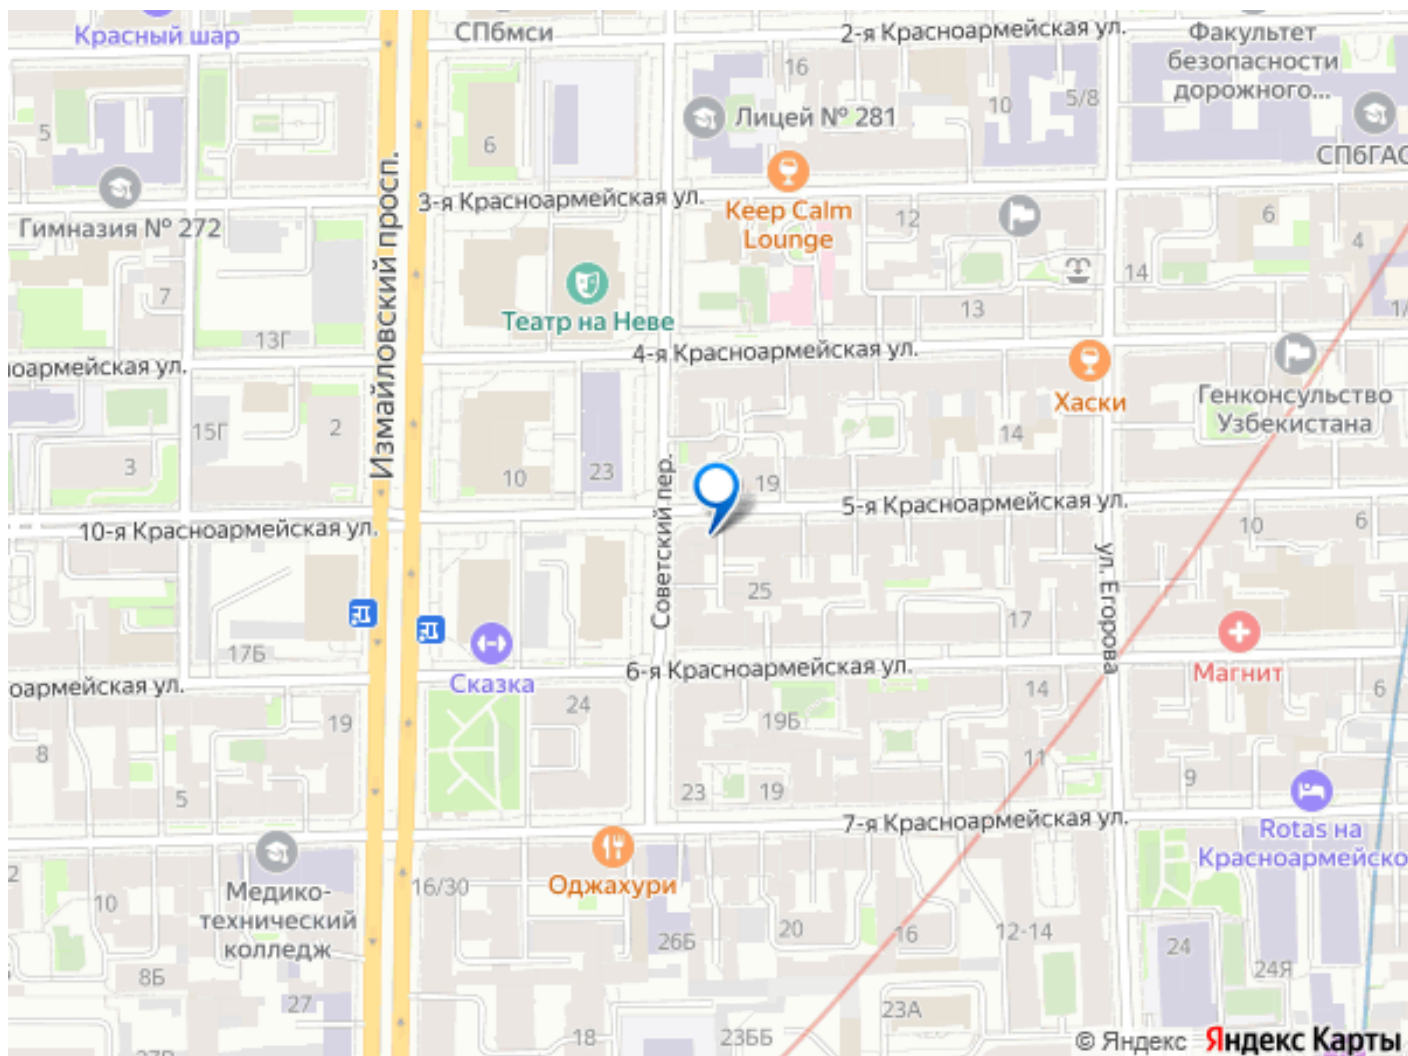 Красный шар
СПбмси
2-я Красноармейская ул.
Факультет
безопасности
дорожного...
16
10
5/8
5
6
Лицей № 281
СПбГАС
Измайловский просп.
3-я Красноармейская ул.
Keep Calm
Lounge
12
6
4
Гимназия № 272
7
14
13
1/
Театр на Неве
13Г
4-я Красноармейская ул.
ноармейская ул.
Хаски
Генконсульство
Узбекистана
15Г
2
14
3
10
23
19
Советский пер.
5-я Красноармейская ул.
10
6
10-я Красноармейская ул.
ул. Егорова
25
17
17Б
6-я Красноармейская ул.
Сказка
Магнит
оармейская ул.
24
14
6
19
19Б
8
11
5
23
19
9
7-я Красноармейская ул.
Rotas на
Красноармейско
Медико-
технический
колледж
16/30
Оджахури
2
10
20
16
12-14
26Б
24
8Б
24Я
27
23А
18
23ББ
© Яндекс Яндекс Карты